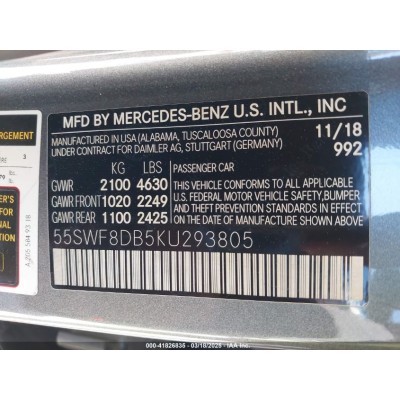 MFD BY MERCEDES-BENZ U.S. INTL., INC
MANUFACTURED IN USA (ALABAMA, TUSCALOOSA COUNTY) 11/18
UNDER CONTRACT FOR DAIMLER AG, STUTTGART (GERMANY) 992
KG LBS PASSENGER CAR
GVWR 2100 4630 THIS VEHICLE CONFORMS TO ALL APPLICABLE
GAWR FRONT 1020 2249 U.S. FEDERAL MOTOR VEHICLE SAFETY, BUMPER
GAWR REAR 1100 2425 AND THEFT PREVENTION STANDARDS IN EFFECT
ON THE DATE OF MANUFACTURE SHOWN ABOVE.
55SWF8DB5KU293805
000-41826835 - 03/18/2025 - IAA Inc.